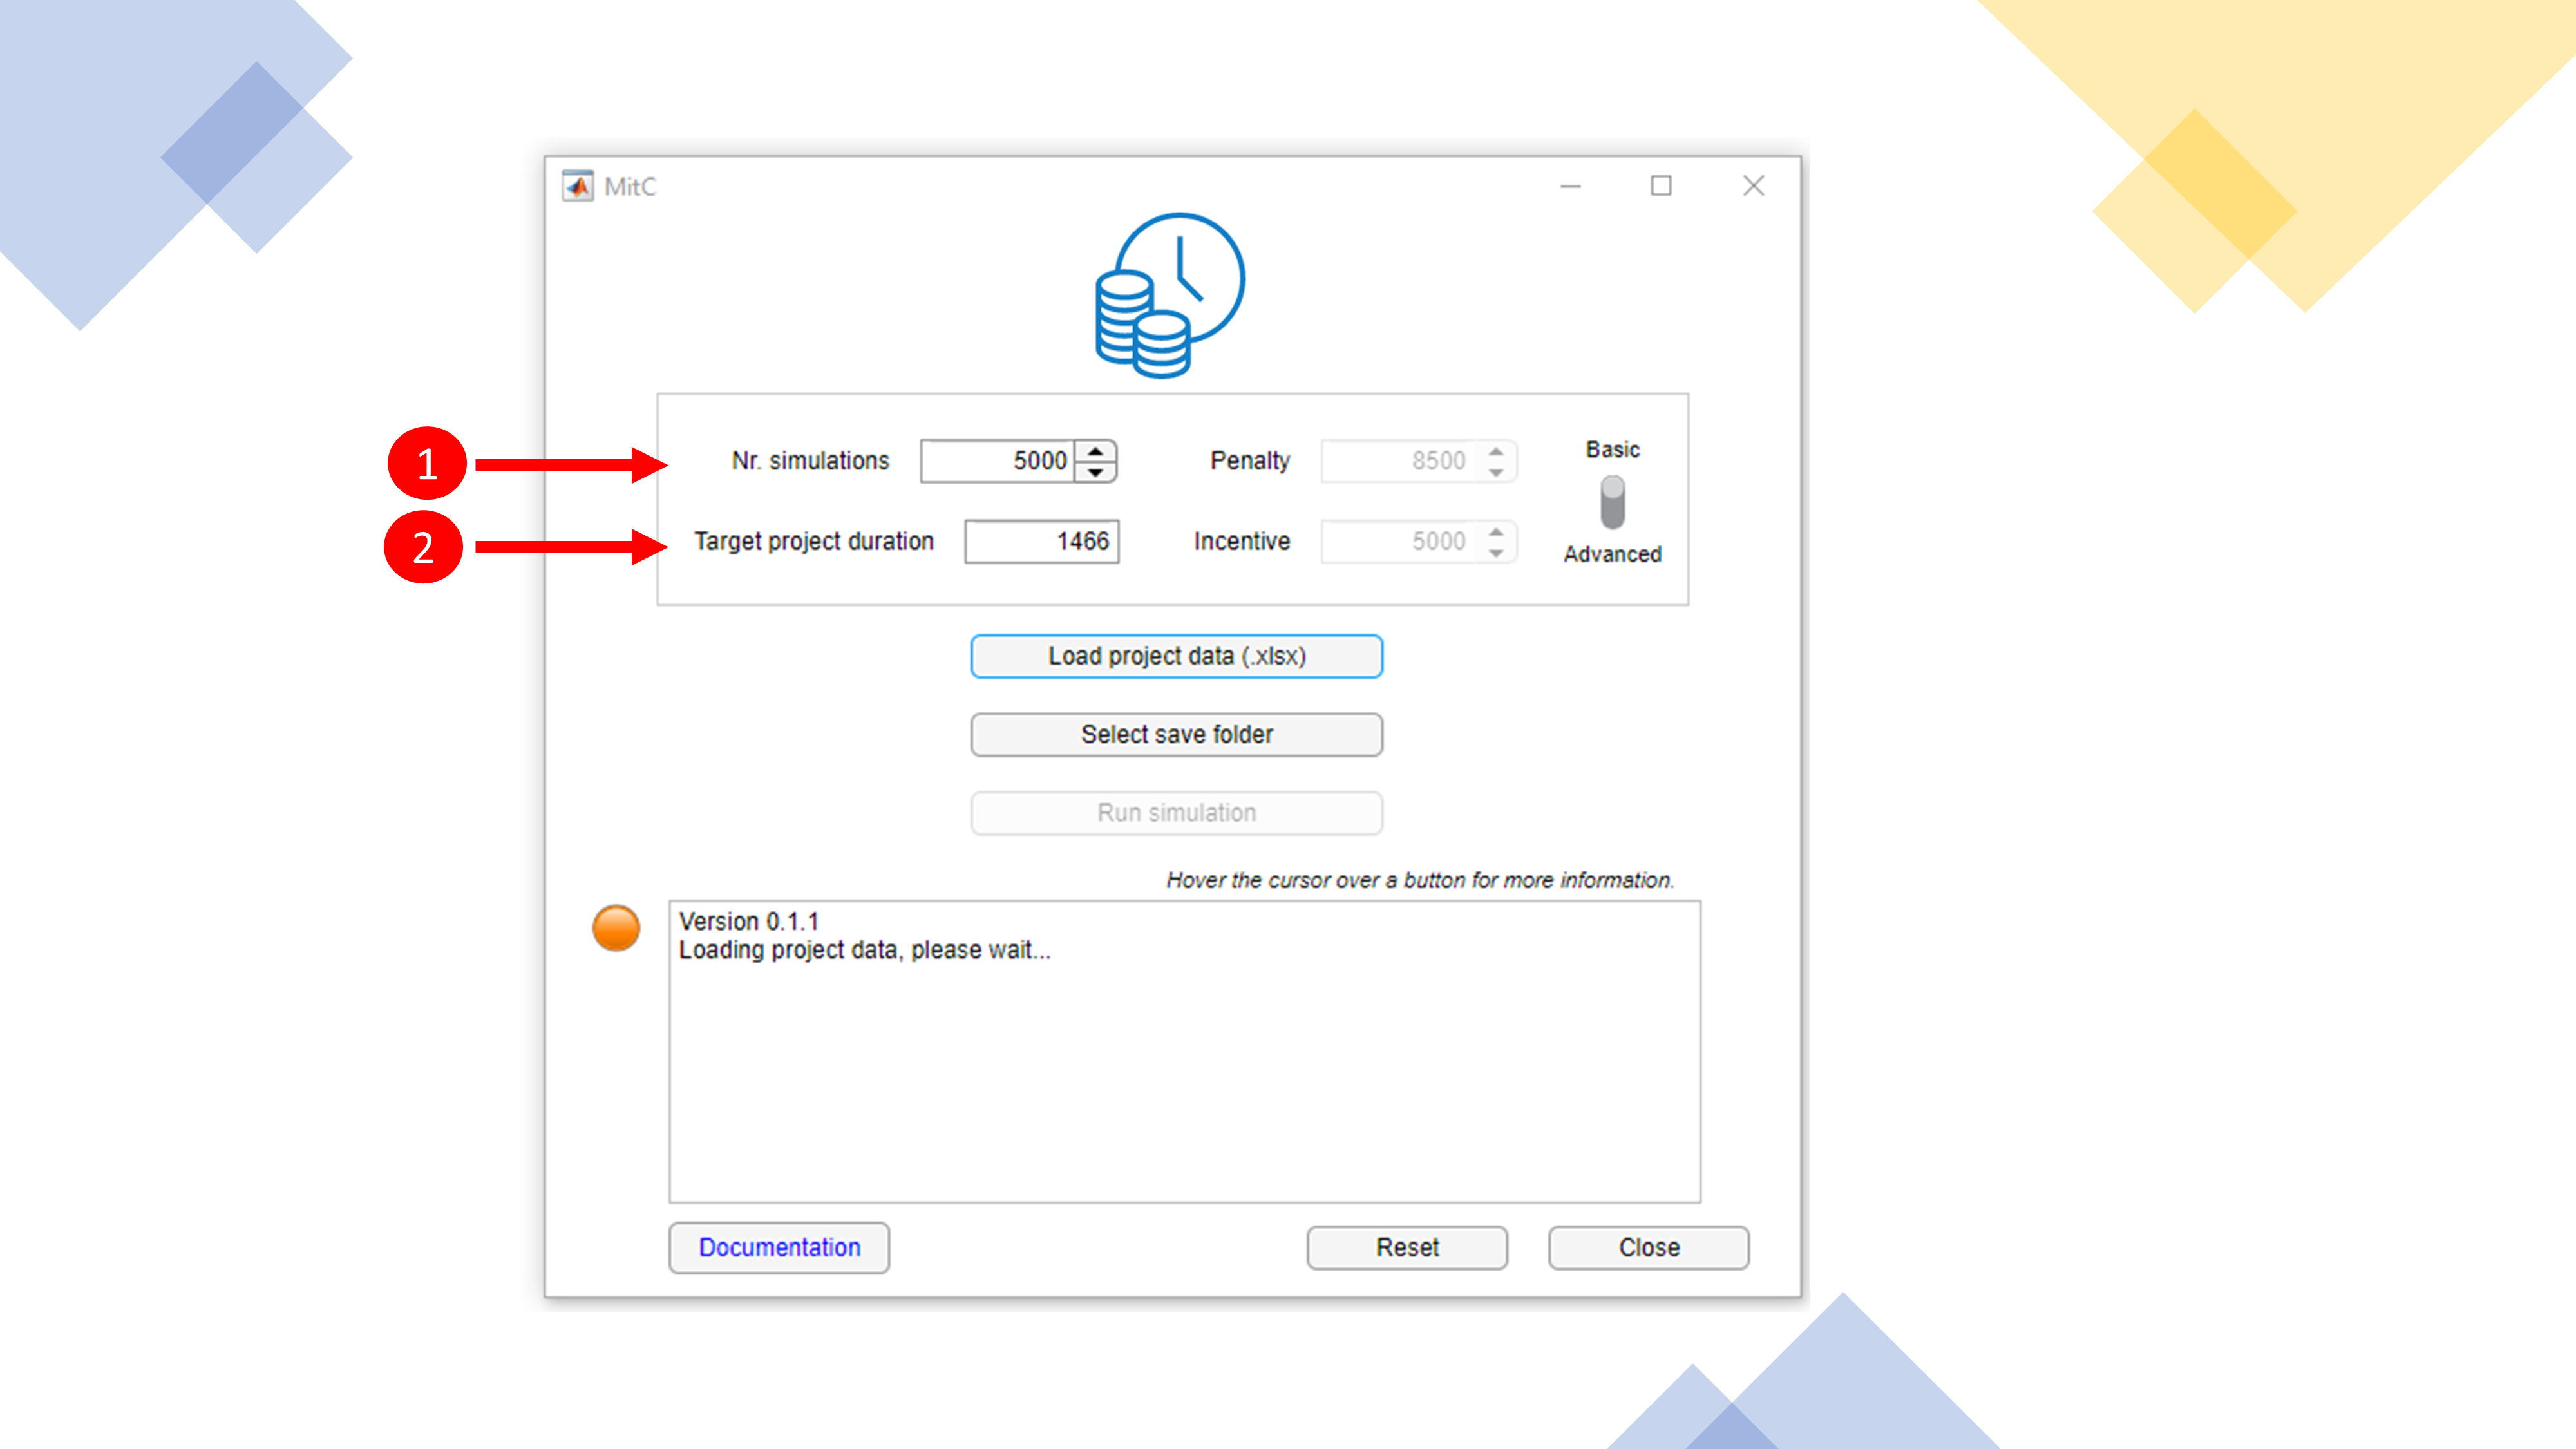 MitC
1
Nr. simulations 5000 Penalty 8500 Basic
2
Target project duration 1466 Incentive 5000 Advanced
Load project data (.xlsx)
Select save folder
Run simulation
Hover the cursor over a button for more information.
Version 0.1.1
Loading project data, please wait...
Documentation Reset Close